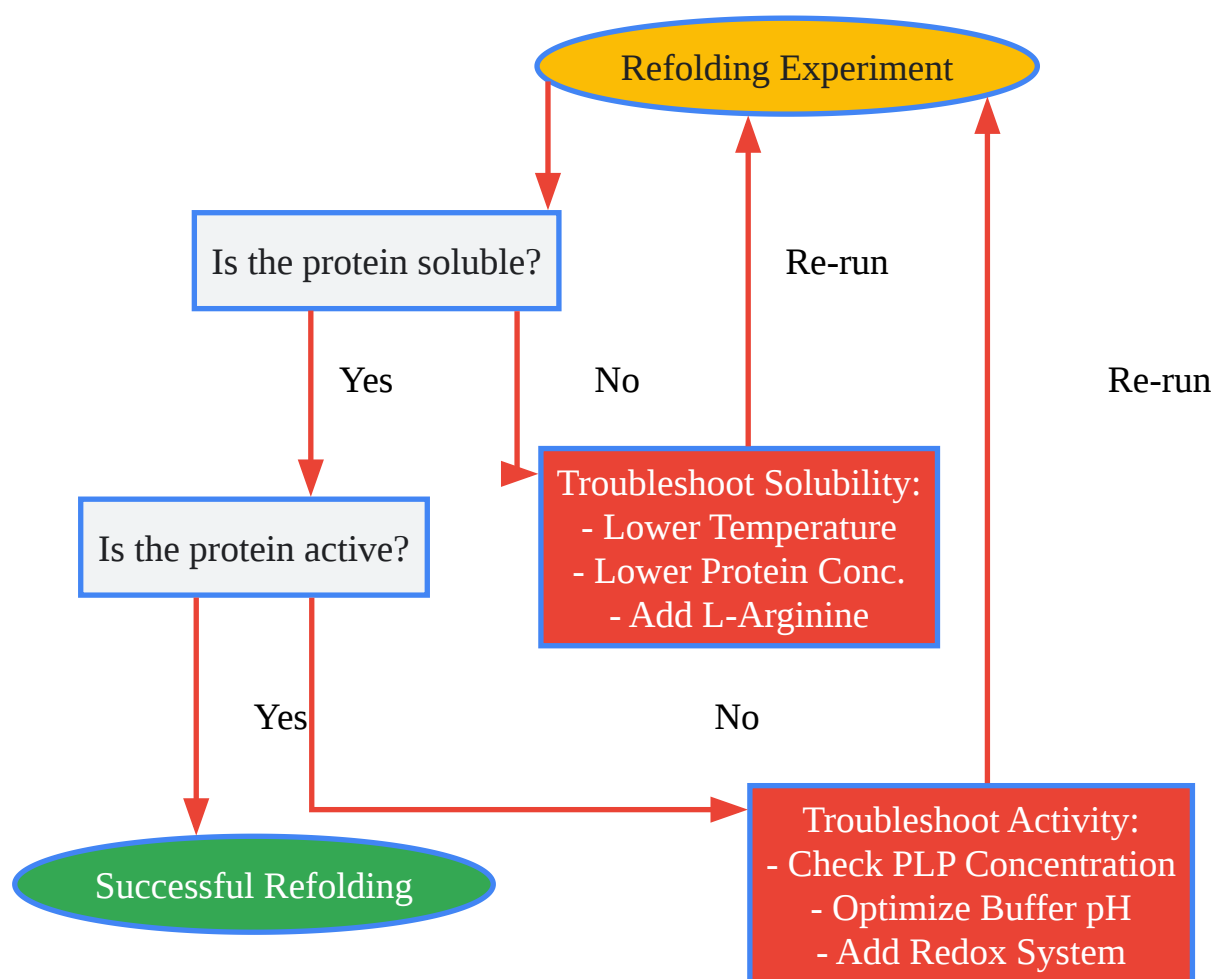 Refolding Experiment
Is the protein soluble?
Re-run
Yes
No
Re-run
Troubleshoot Solubility:
- Lower Temperature
- Lower Protein Conc.
- Add L-Arginine
Is the protein active?
Yes
No
Troubleshoot Activity:
- Check PLP Concentration
- Optimize Buffer pH
- Add Redox System
Successful Refolding